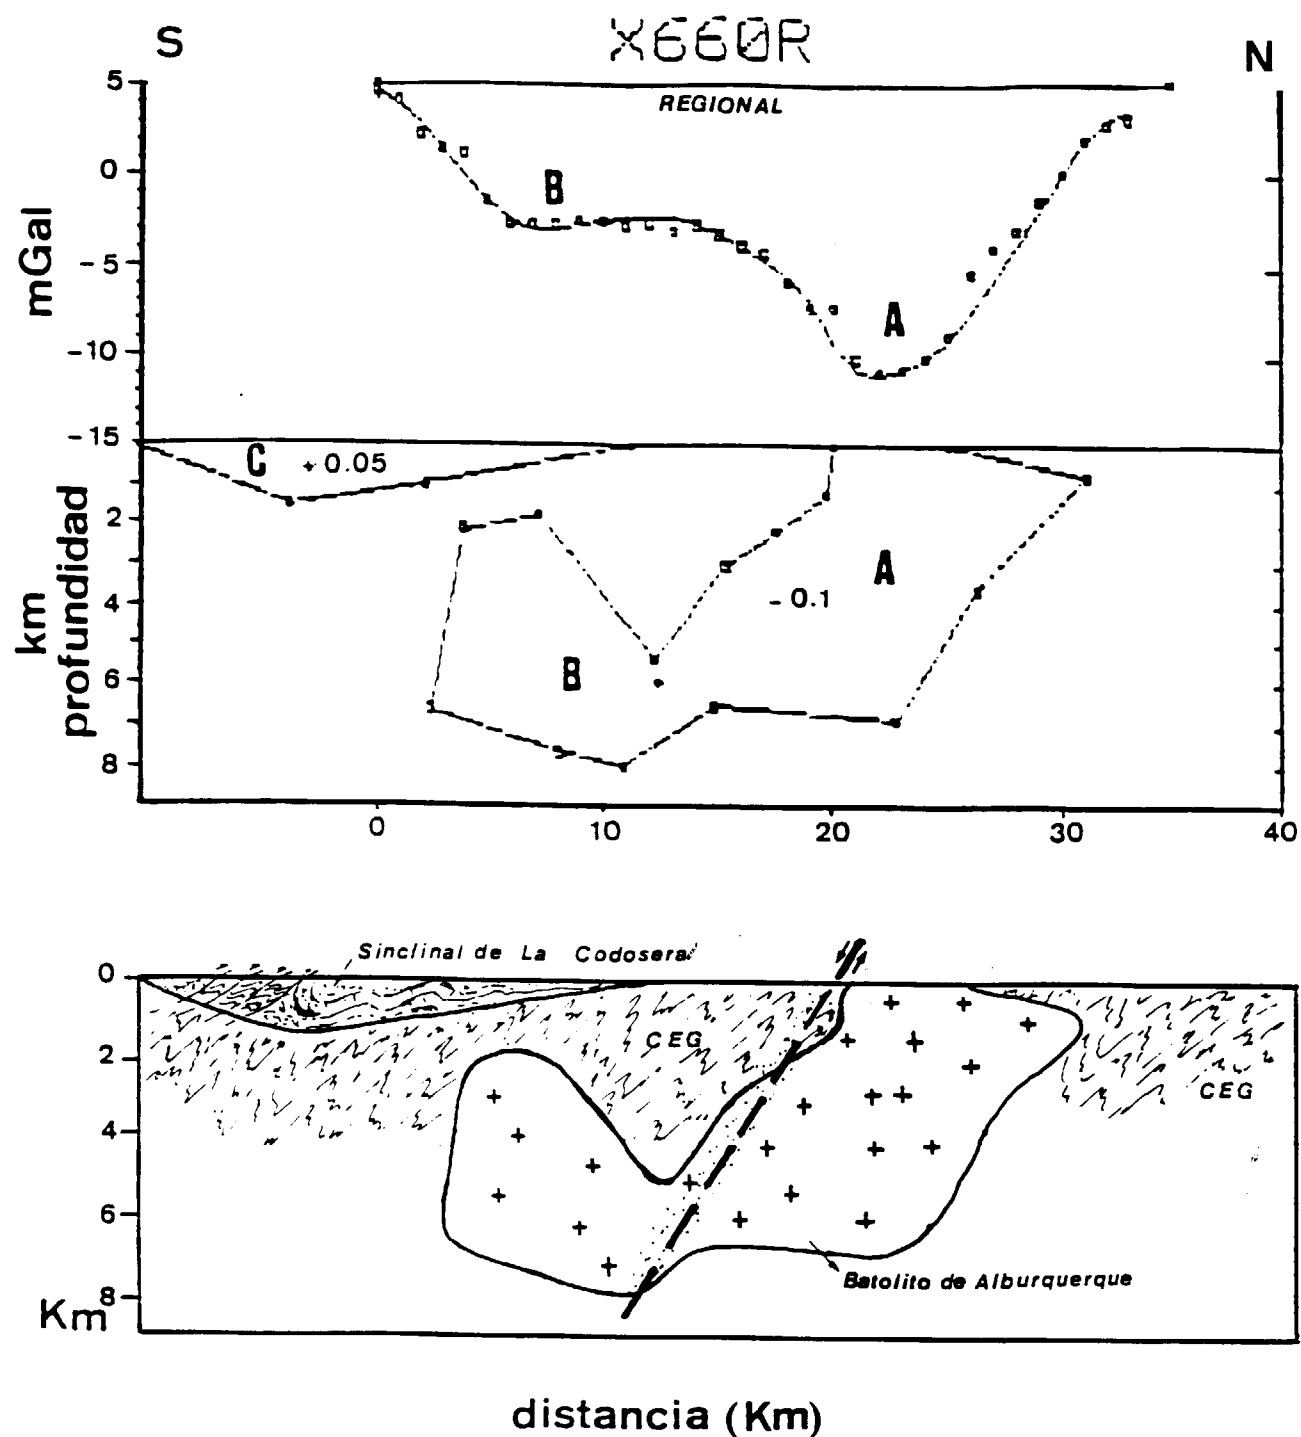 S X660R N
5
REGIONAL
0
B
mGal
- 5
A
-10
-15
C + 0.05
2
A
4
- 0.1
km
profundidad
6
B
8
0 10 20 30 40
Sinclinal de La Codosera
0
CEG
2
CEG
4
6
Batolito de Alburquerque
8
Km
distancia (Km)